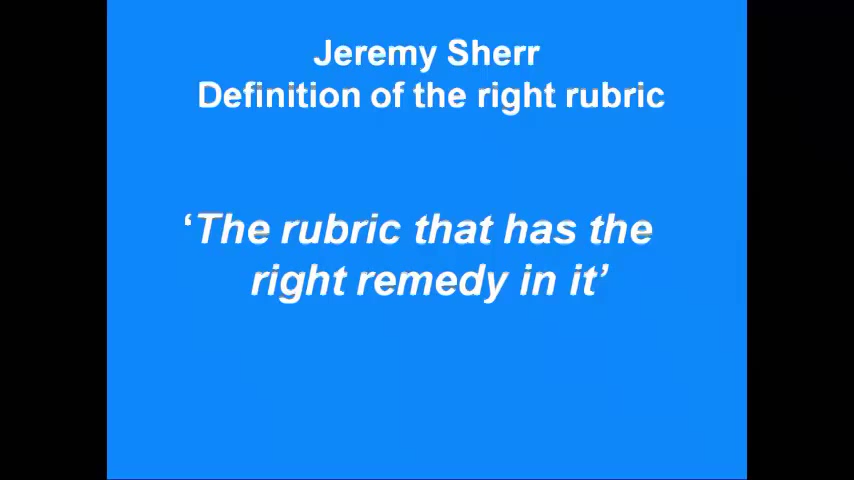 Jeremy Sherr
Definition of the right rubric
‘The rubric that has the
right remedy in it’